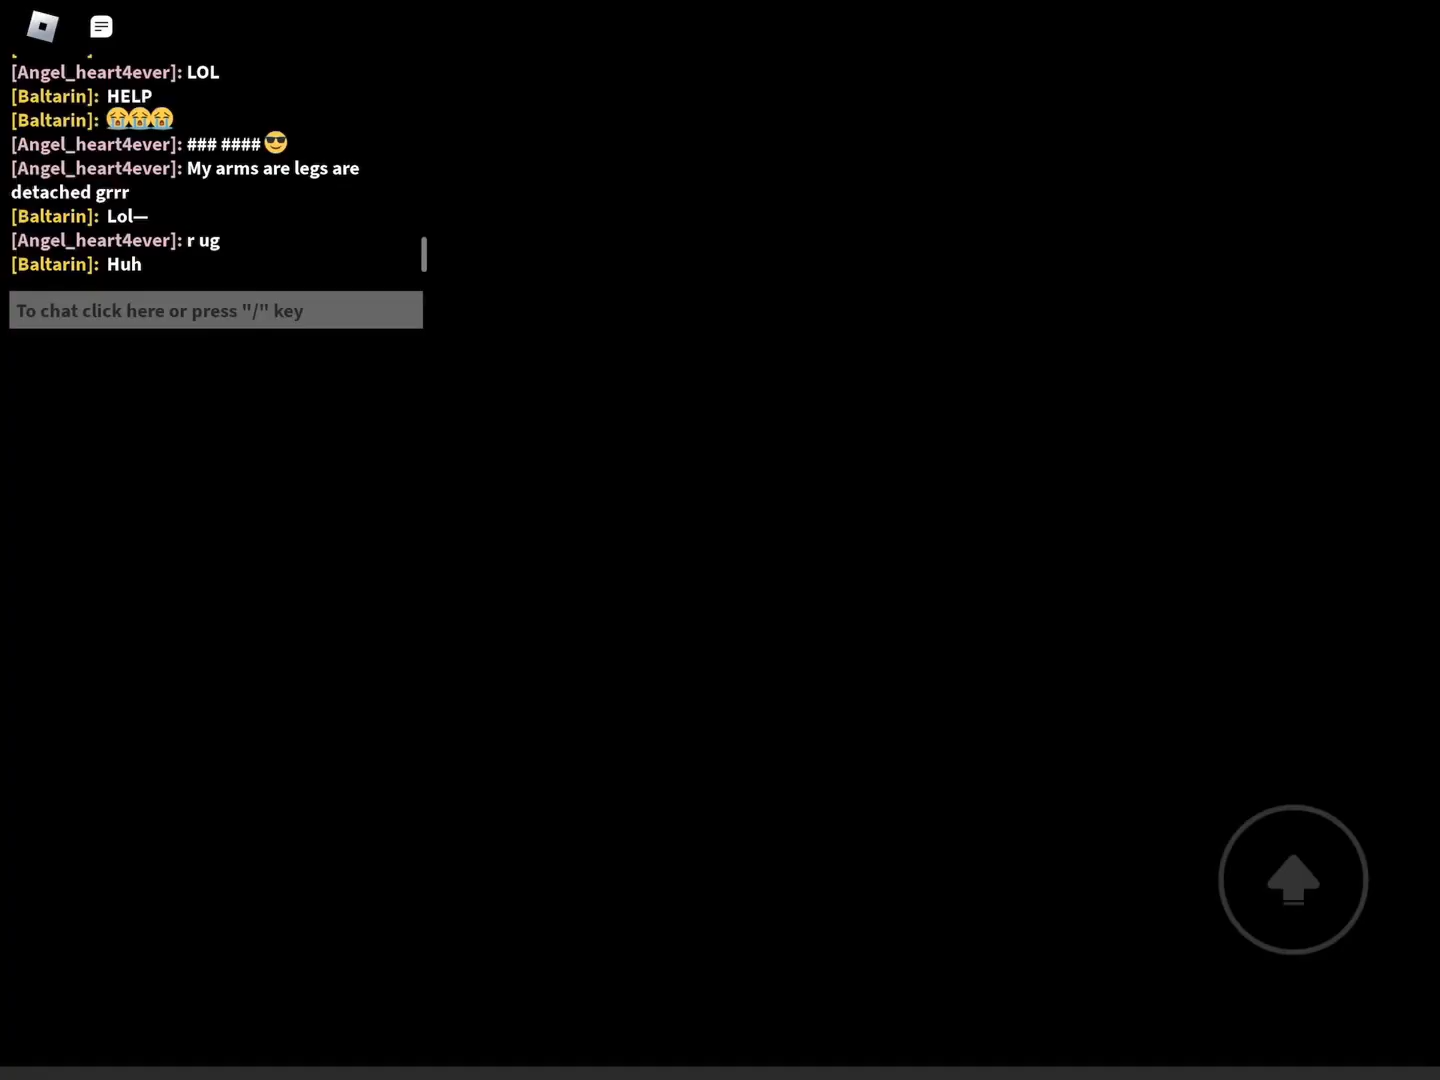 [Angel_heart4ever]: LOL
[Baltarin]: HELP
[Baltarin]: 😭😭😭
[Angel_heart4ever]: ### ####😎
[Angel_heart4ever]: My arms are legs are
detached grrr
[Baltarin]: Lol—
[Angel_heart4ever]: r ug
[Baltarin]: Huh
To chat click here or press "/" key